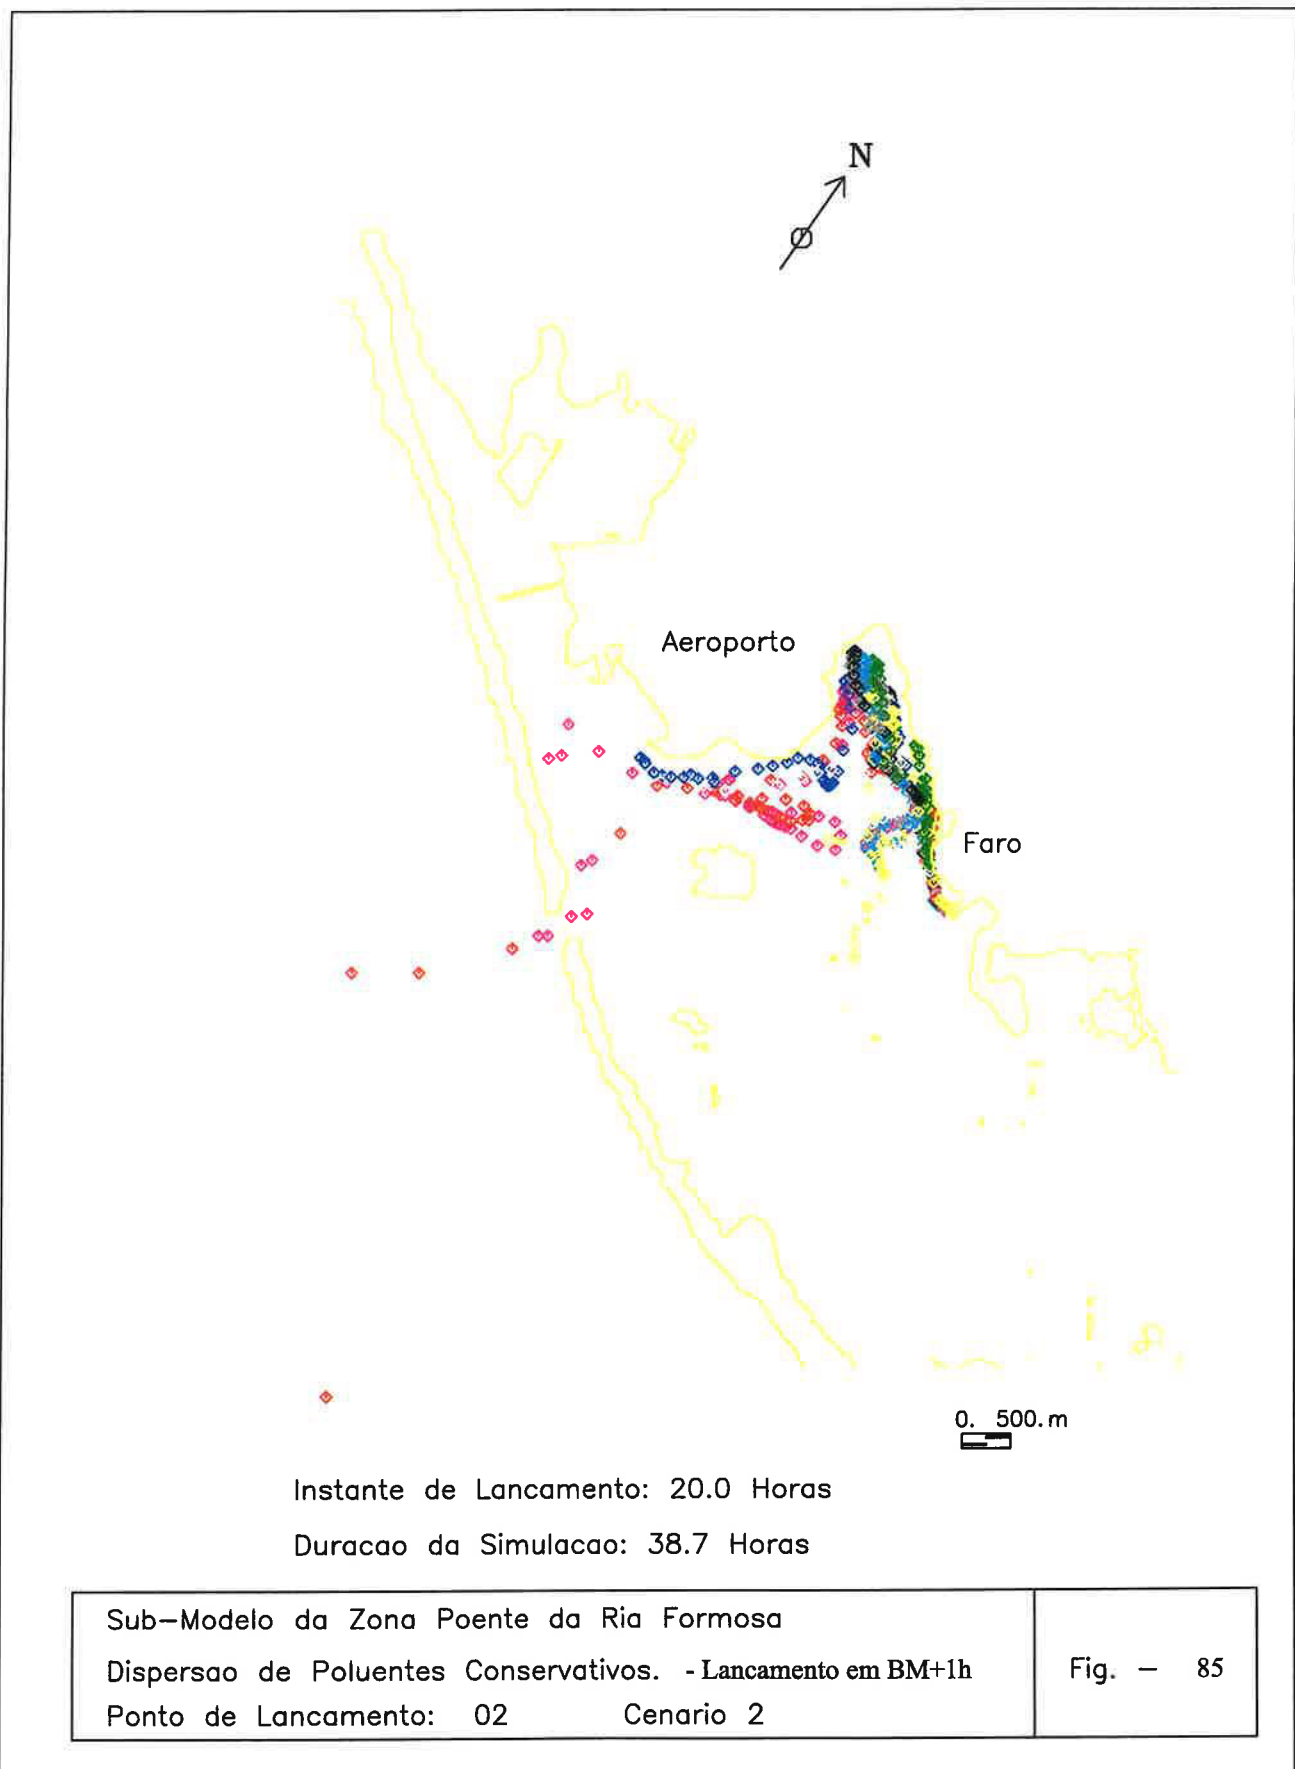 N
Aeroporto
Faro
0. 500.m
Instante de Lancamento: 20.0 Horas
Duracao da Simulacao: 38.7 Horas
Sub-Modelo da Zona Poente da Ria Formosa
Dispersao de Poluentes Conservativos. - Lancamento em BM+1h
Ponto de Lancamento: 02 Cenario 2
Fig. - 85